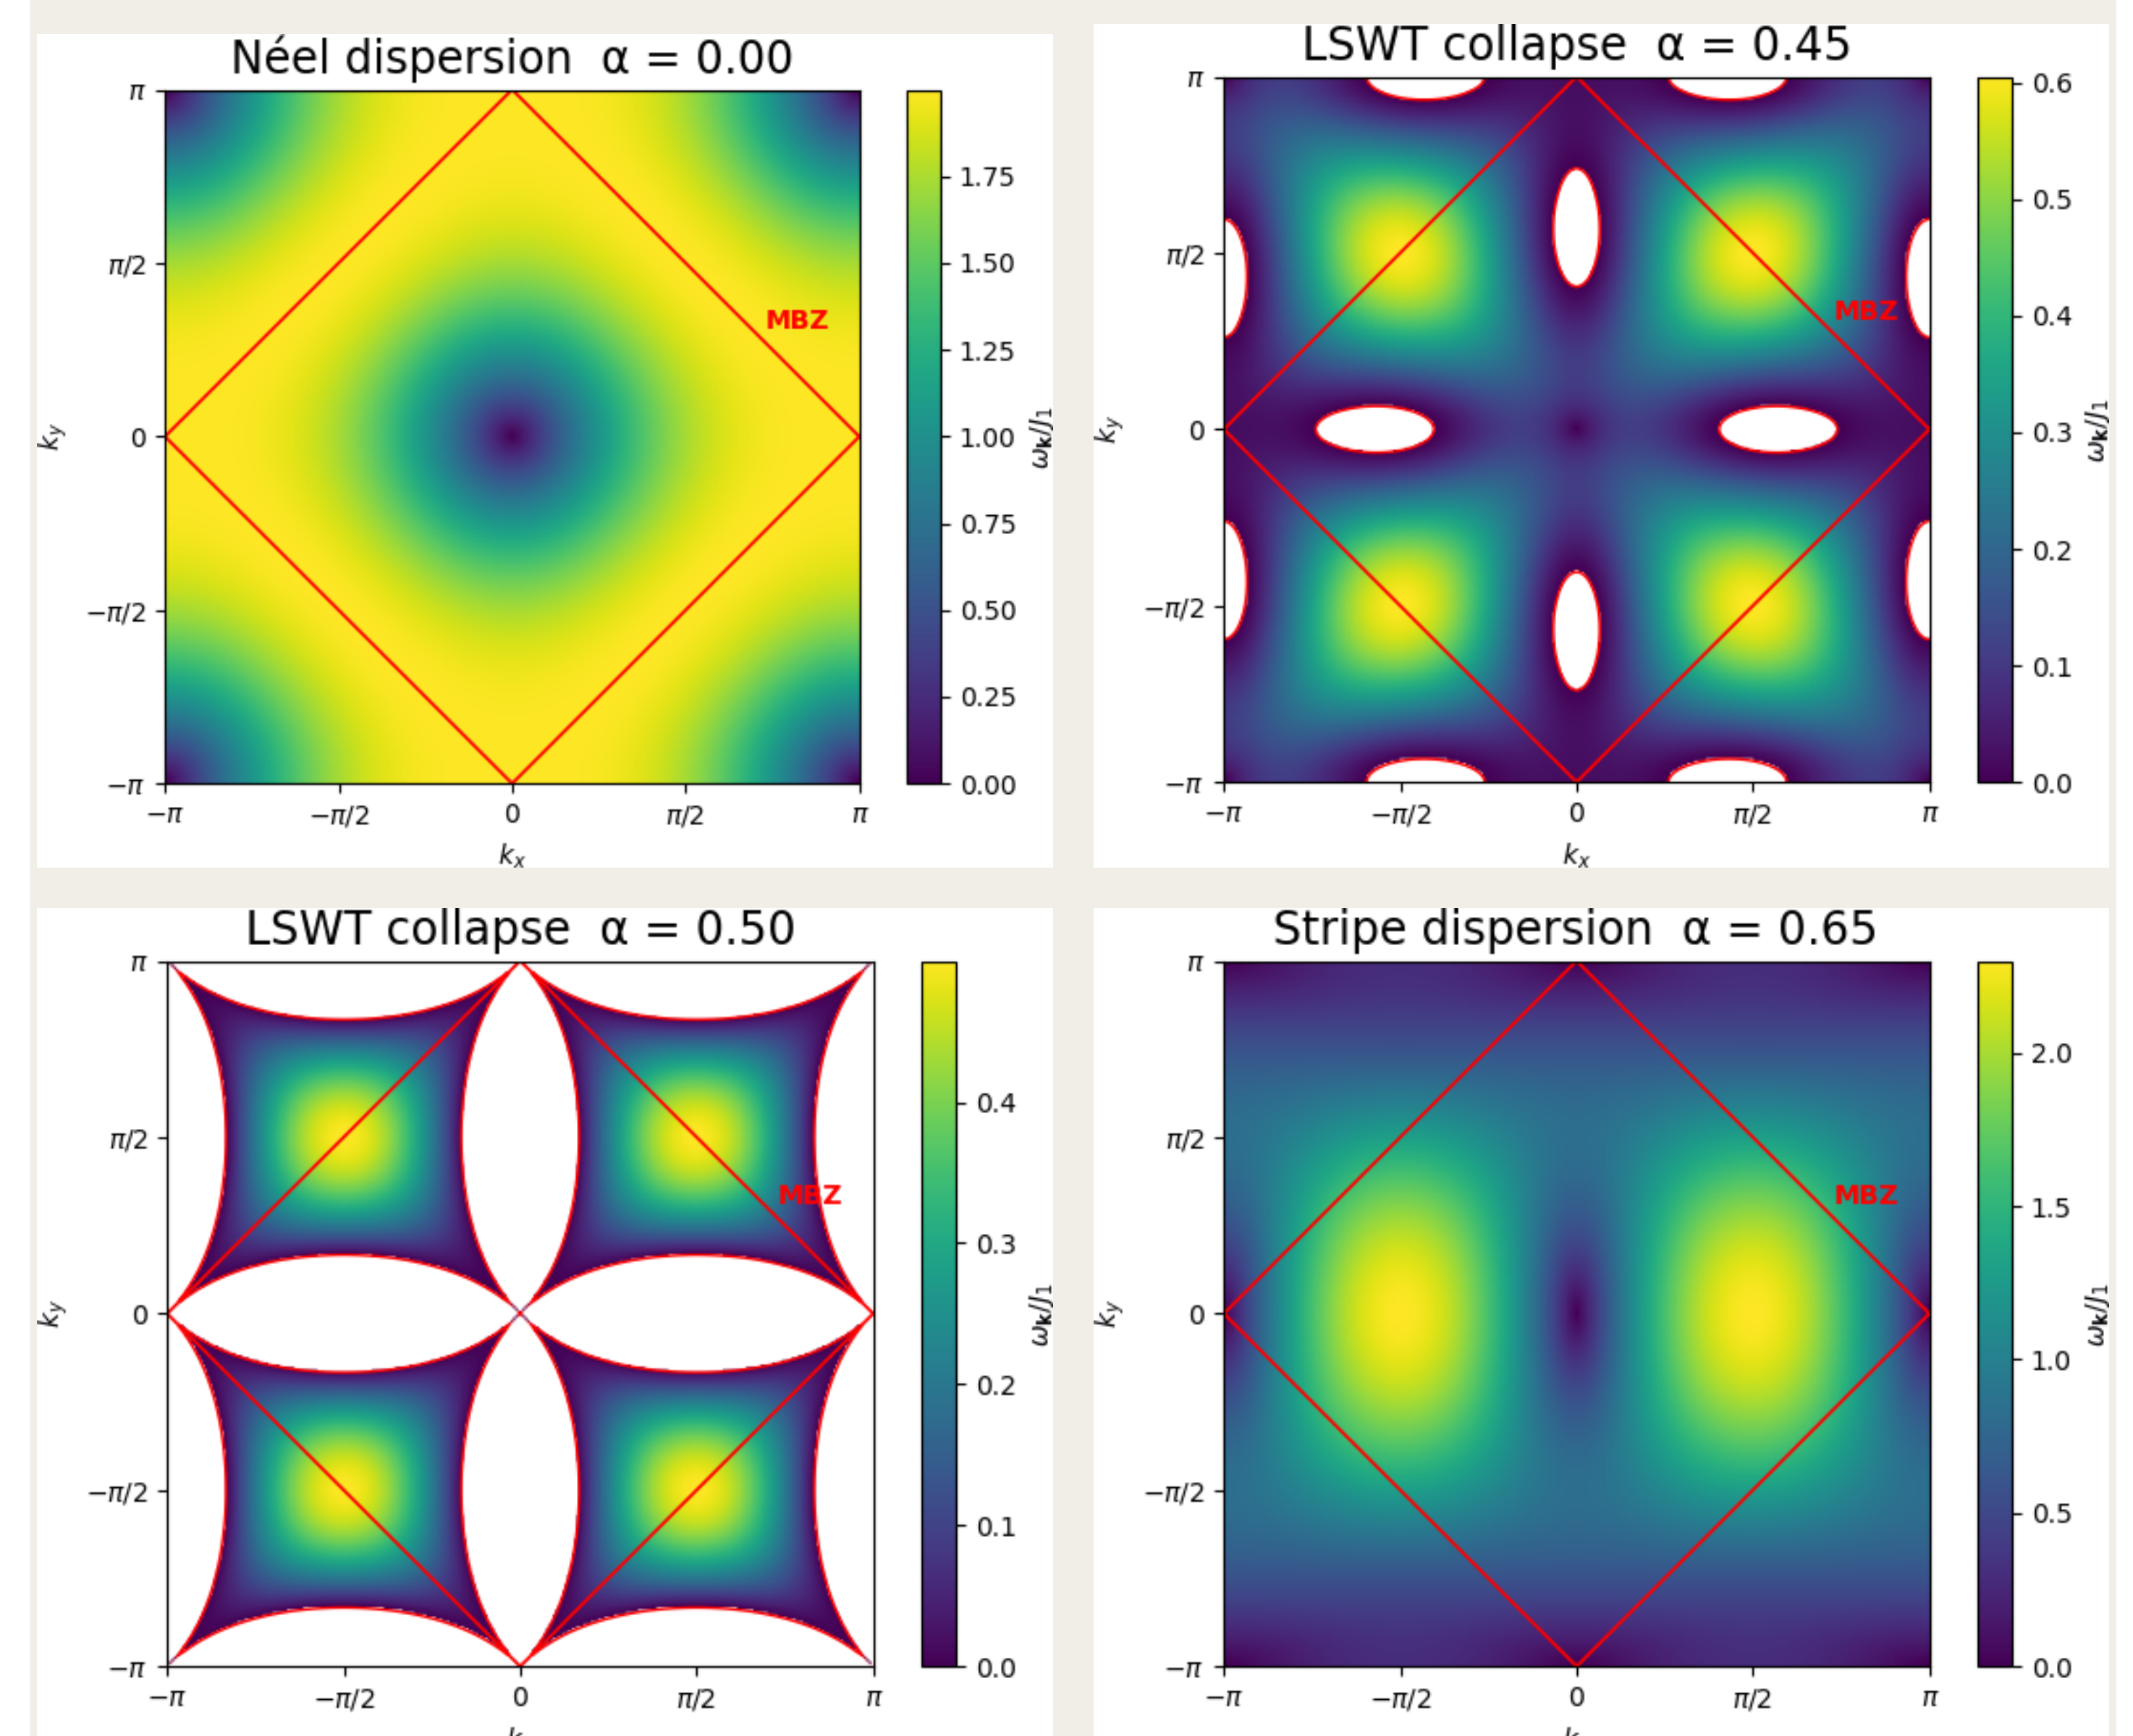 Néel dispersion α = 0.00
π
π/2
0
−π/2
−π
k_y
−π
−π/2
0
π/2
π
k_x
MBZ
1.75
1.50
1.25
1.00
0.75
0.50
0.25
0.00
ω_k/J_1
LSWT collapse α = 0.45
π
π/2
0
−π/2
−π
k_y
−π
−π/2
0
π/2
π
k_x
MBZ
0.6
0.5
0.4
0.3
0.2
0.1
0.0
ω_k/J_1
LSWT collapse α = 0.50
π
π/2
0
−π/2
−π
k_y
−π
−π/2
0
π/2
π
MBZ
0.4
0.3
0.2
0.1
0.0
ω_k/J_1
Stripe dispersion α = 0.65
π
π/2
0
−π/2
−π
k_y
−π
−π/2
0
π/2
π
MBZ
2.0
1.5
1.0
0.5
0.0
ω_k/J_1